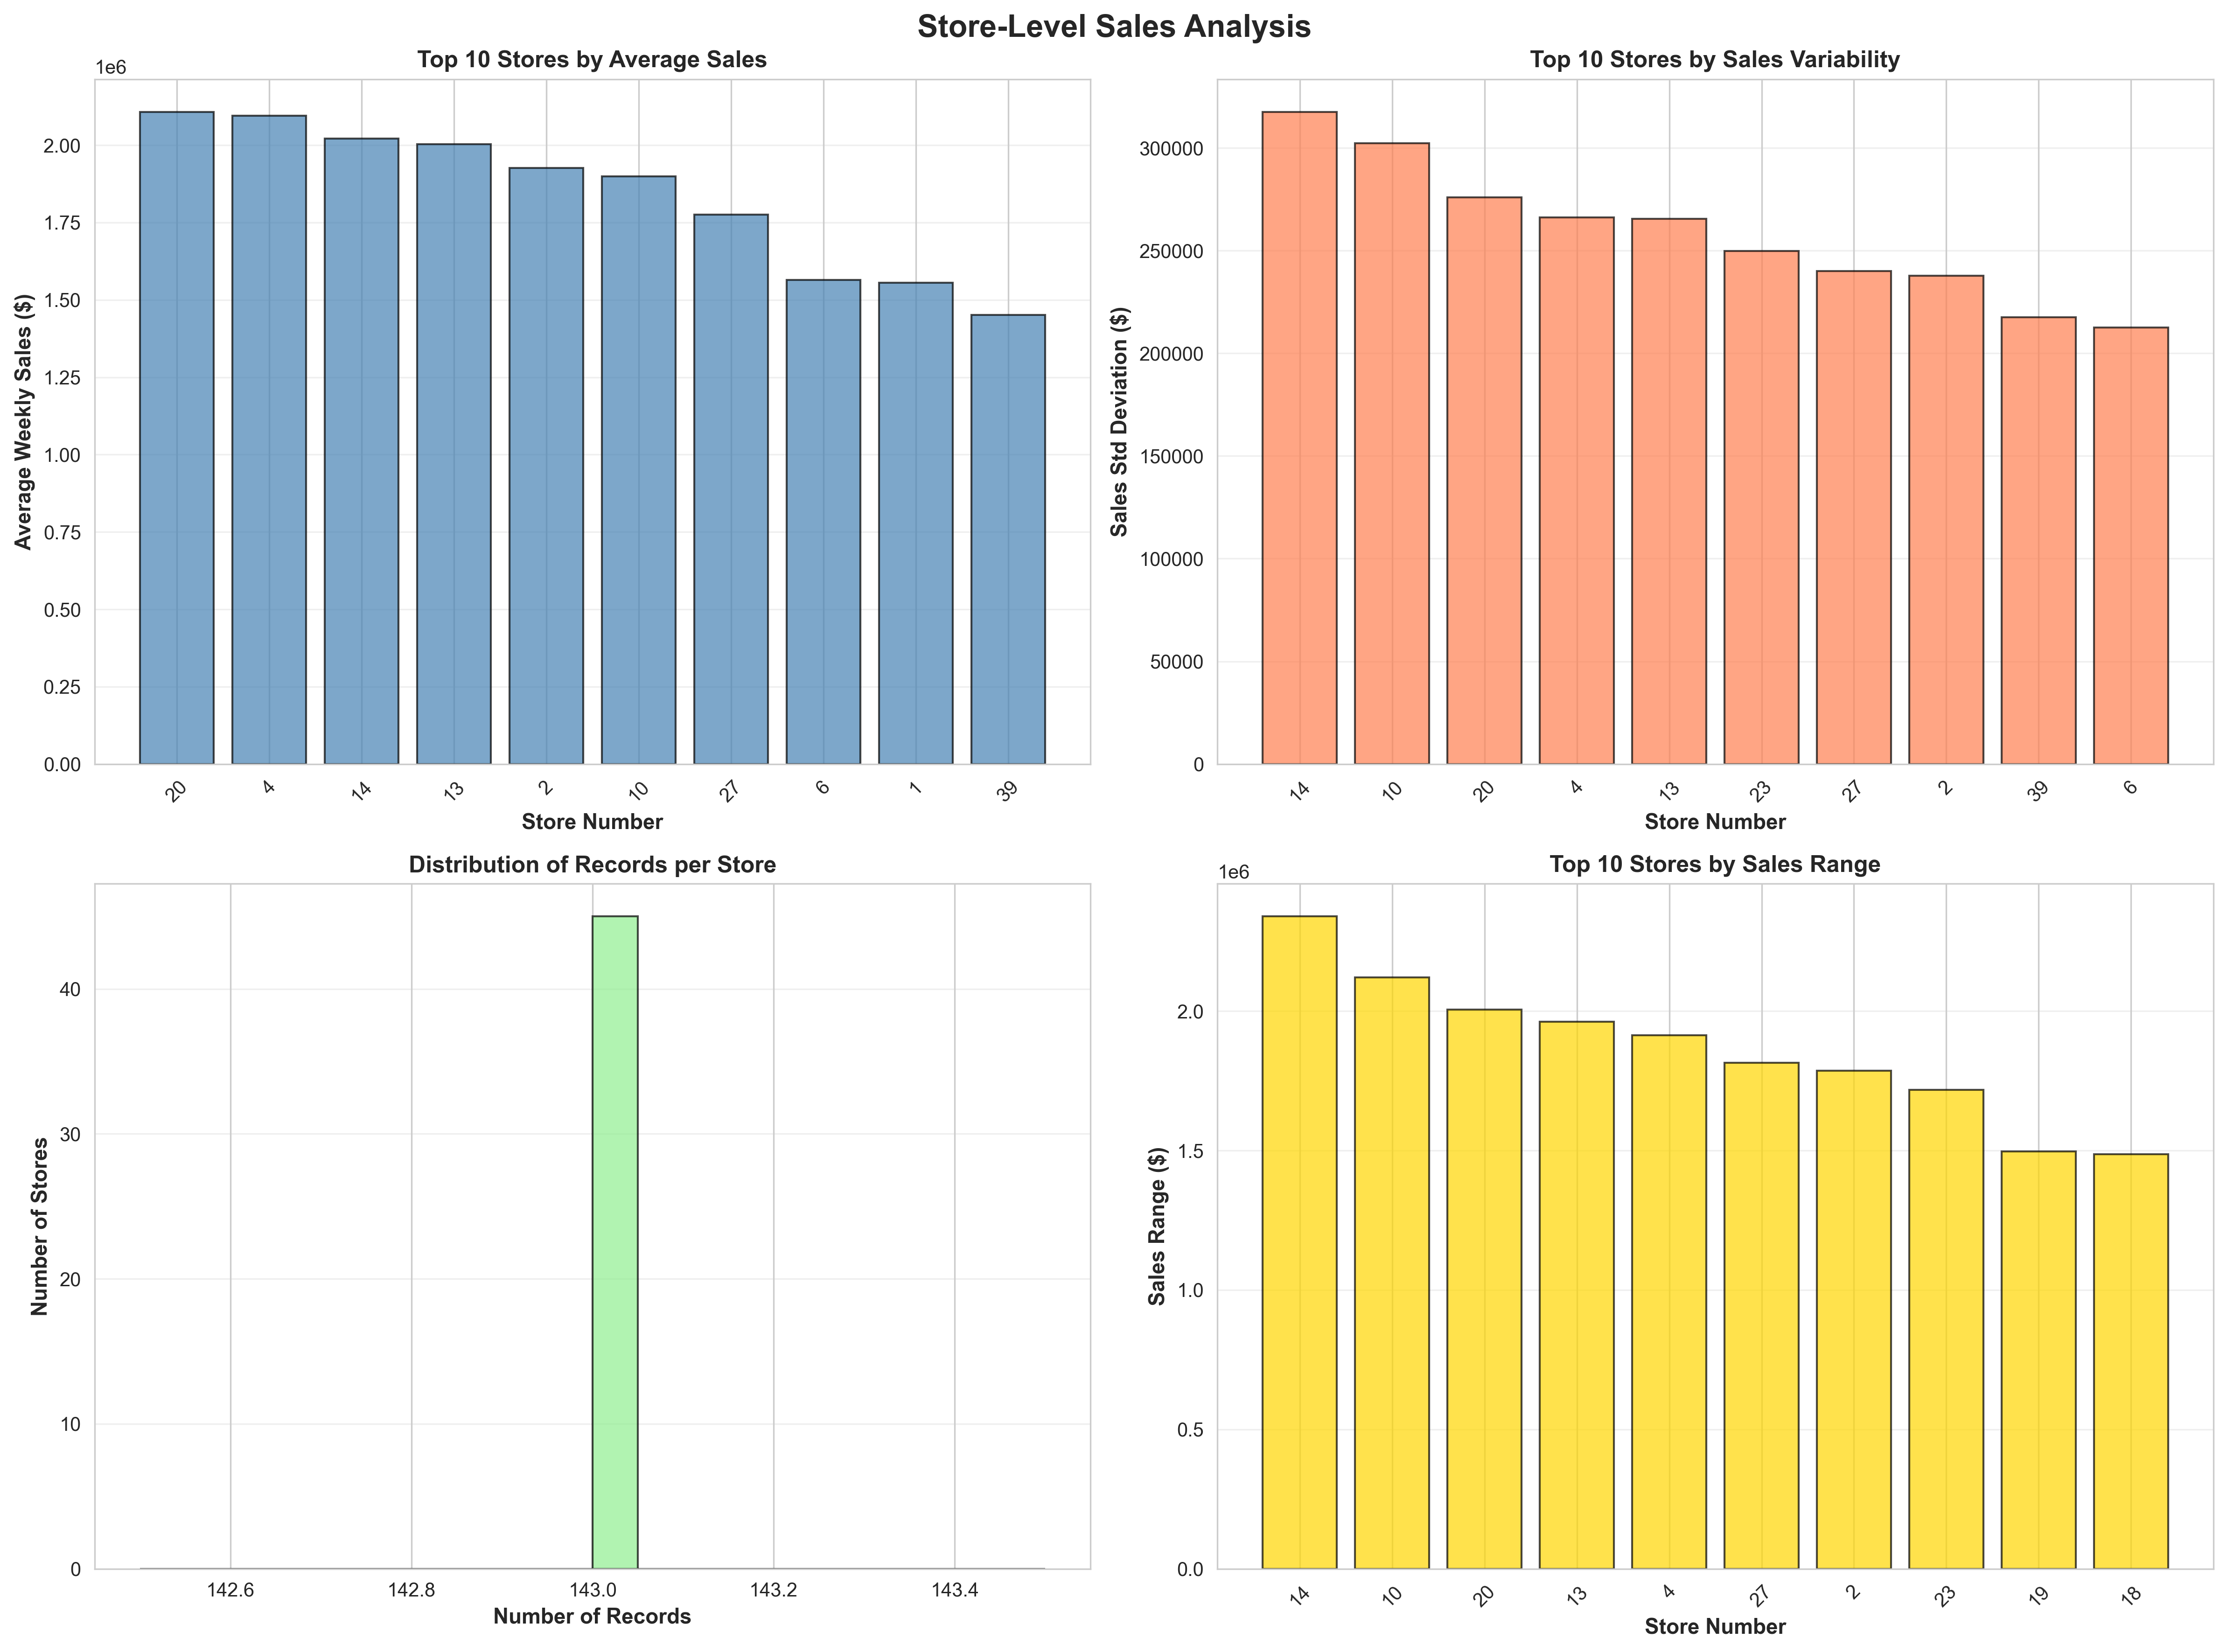 Store-Level Sales Analysis
Top 10 Stores by Average Sales
1e6
2.00
1.75
1.50
1.25
1.00
0.75
0.50
0.25
0.00
Average Weekly Sales ($)
20 4 14 13 2 10 27 6 1 39
Store Number
Top 10 Stores by Sales Variability
300000
250000
200000
150000
100000
50000
0
Sales Std Deviation ($)
14 10 20 4 13 23 27 2 39 6
Store Number
Distribution of Records per Store
40
30
20
10
0
Number of Stores
142.6 142.8 143.0 143.2 143.4
Number of Records
Top 10 Stores by Sales Range
1e6
2.0
1.5
1.0
0.5
0.0
Sales Range ($)
14 10 20 13 4 27 2 23 19 18
Store Number